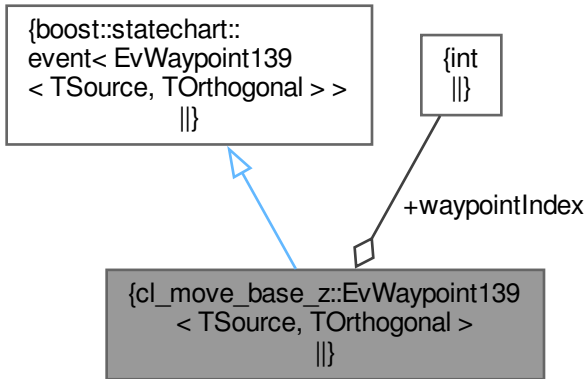 {boost::statechart::
event< EvWaypoint139
< TSource, TOrthogonal > >
||}
{int
||}
+waypointIndex
{cl_move_base_z::EvWaypoint139
< TSource, TOrthogonal >
||}